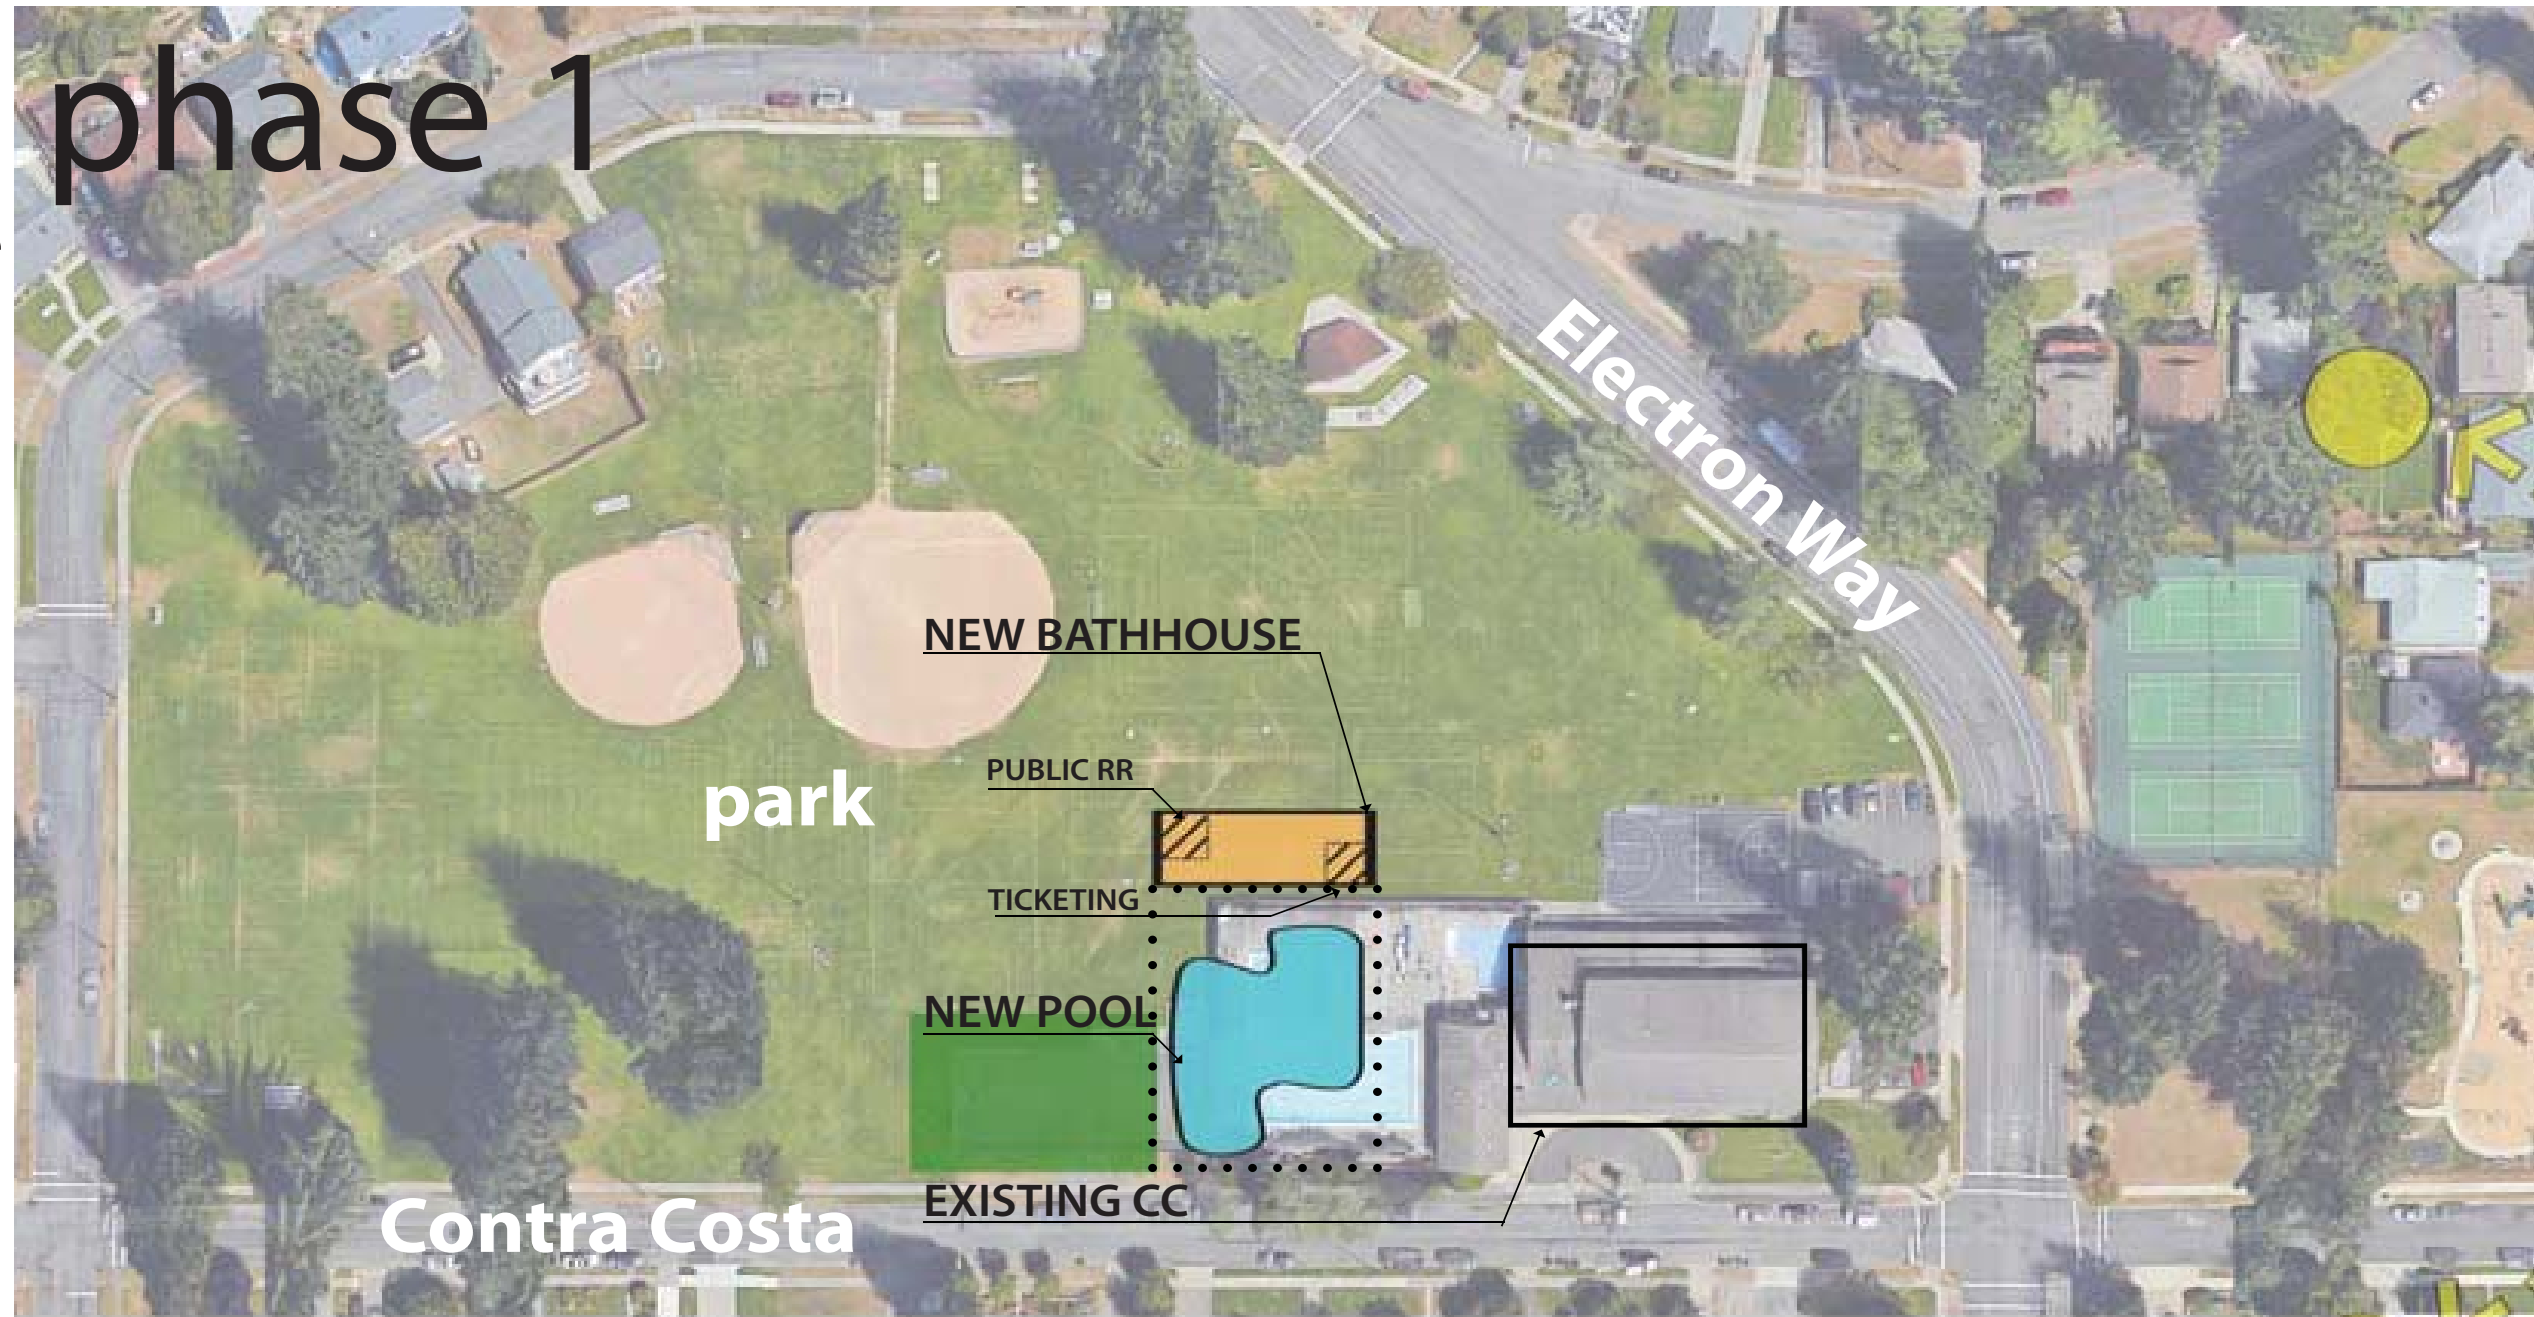 phase 1
Electron Way
NEW BATHHOUSE
PUBLIC RR
park
TICKETING
NEW POOL
EXISTING CC
Contra Costa